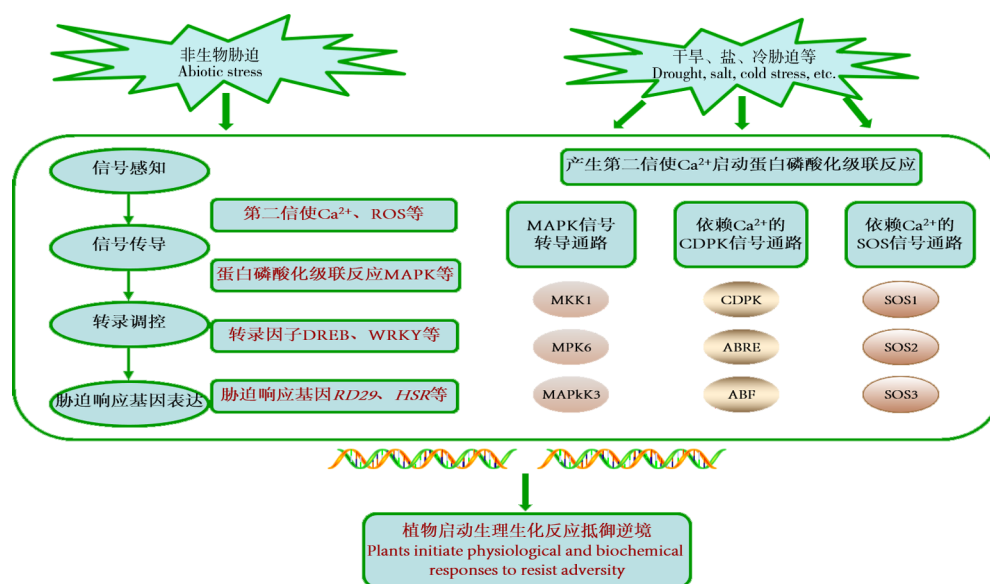 非生物胁迫
Abiotic stress
干旱、盐、冷胁迫等
Drought, salt, cold stress, etc.
信号感知
第二信使Ca²⁺、ROS等
信号传导
蛋白磷酸化级联反应MAPK等
转录调控
转录因子DREB、WRKY等
胁迫响应基因表达
胁迫响应基因RD29、HSR等
产生第二信使Ca²⁺启动蛋白磷酸化级联反应
MAPK信号
转导通路
MKK1
MPK6
MAPkK3
依赖Ca²⁺的
CDPK信号通路
CDPK
ABRE
ABF
依赖Ca²⁺的
SOS信号通路
SOS1
SOS2
SOS3
植物启动生理生化反应抵御逆境
Plants initiate physiological and biochemical
responses to resist adversity